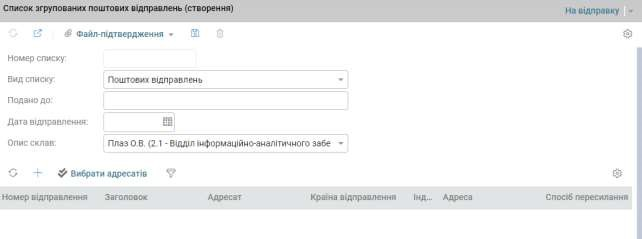 Список згрупованих поштових відправлень (створення)
На відправку
Файл-підтвердження
Номер списку:
Вид списку: Поштових відправлень
Подано до:
Дата відправлення:
Опис склав: Плаз О.В. (2.1 - Відділ інформаційно-аналітичного забе
Вибрати адресатів
Номер відправлення Заголовок Адресат Країна відправлення Інд... Адреса Спосіб пересилання